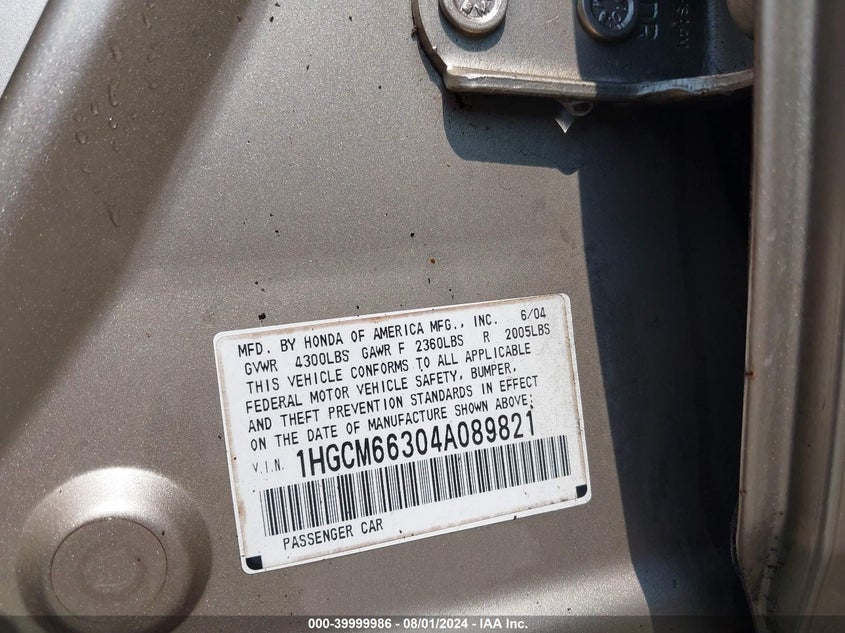 MFD. BY HONDA OF AMERICA MFG., INC. 6/04
GVWR 4300LBS GAWR F 2360LBS R 2005LBS
THIS VEHICLE CONFORMS TO ALL APPLICABLE
FEDERAL MOTOR VEHICLE SAFETY, BUMPER,
AND THEFT PREVENTION STANDARDS IN EFFECT
ON THE DATE OF MANUFACTURE SHOWN ABOVE:
V.I.N. 1HGCM66304A089821
PASSENGER CAR
000-39999986 - 08/01/2024 - IAA Inc.